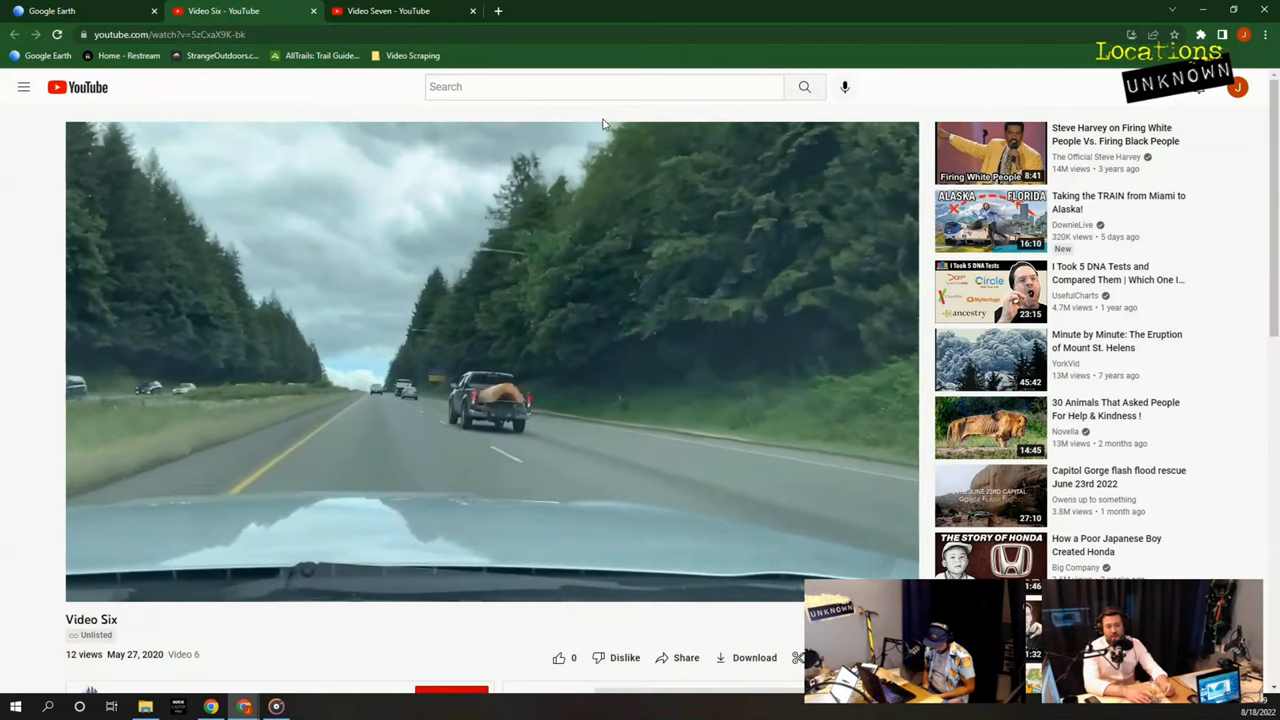 Google Earth
Video Six - YouTube
Video Seven - YouTube
youtube.com/watch?v=5zCxaX9K-bk
Google Earth
Home - Restream
StrangeOutdoors.c...
AllTrails: Trail Guide...
Video Scraping
Locations
UNKNOWN
YouTube
Search
J
Steve Harvey on Firing White
People Vs. Firing Black People
The Official Steve Harvey
14M views • 3 years ago
Firing White People
8:41
ALASKA
FLORIDA
16:10
Taking the TRAIN from Miami to
Alaska!
DownieLive
320K views • 5 days ago
New
I Took 5 DNA Tests
Circle
ancestry
23:15
I Took 5 DNA Tests and
Compared Them | Which One I...
UsefulCharts
4.7M views • 1 year ago
45:42
Minute by Minute: The Eruption
of Mount St. Helens
YorkVid
13M views • 7 years ago
14:45
30 Animals That Asked People
For Help & Kindness !
Novella
13M views • 2 months ago
27:10
Capitol Gorge flash flood rescue
June 23rd 2022
Owens up to something
3.8M views • 1 month ago
THE STORY OF HONDA
How a Poor Japanese Boy
Created Honda
Big Company
1:46
1:32
UNKNOWN
Video Six
Unlisted
12 views May 27, 2020 Video 6
0
Dislike
Share
Download
8/18/2022